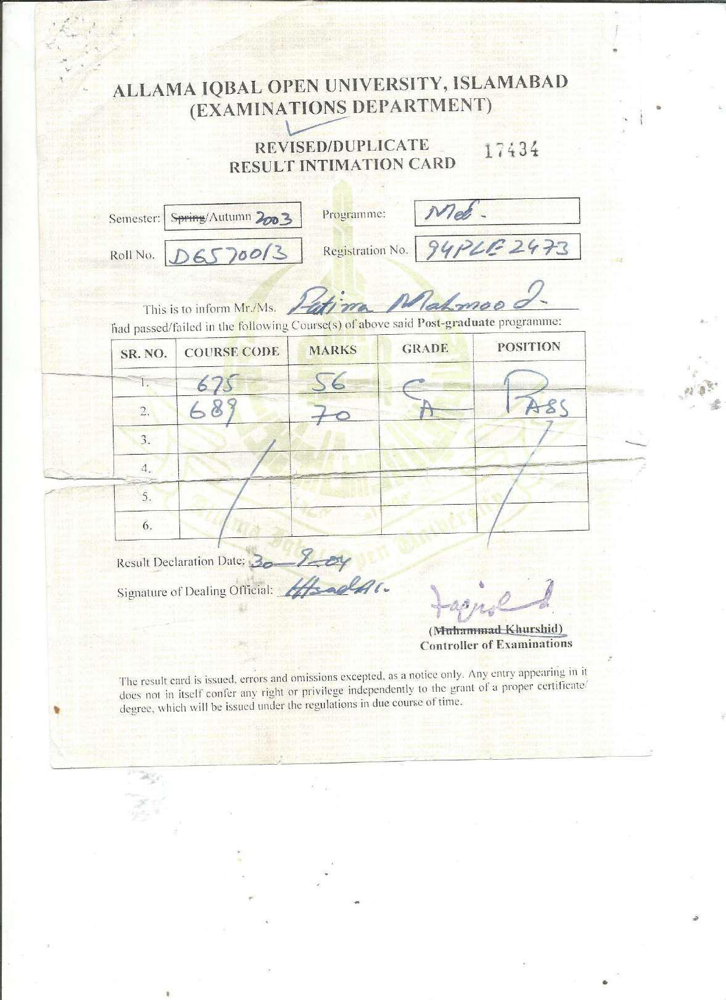 ALLAMA IQBAL OPEN UNIVERSITY, ISLAMABAD
(EXAMINATIONS DEPARTMENT)
REVISED/DUPLICATE 17434
RESULT INTIMATION CARD
Semester: Spring/Autumn 2003 Programme: MEd.
Roll No. D6570013 Registration No. 94PLE2473
This is to inform Mr./Ms. Fatima Mahmood.
had passed/failed in the following Course(s) of above said Post-graduate programme:
SR. NO. COURSE CODE MARKS GRADE POSITION
1. 675 56 C
2. 689 70 A PASS
3.
4.
5.
6.
Allama Iqbal Open University
Result Declaration Date: 30-9-04
Signature of Dealing Official:
(Muhammad Khurshid)
Controller of Examinations
The result card is issued, errors and omissions excepted, as a notice only. Any entry appearing in it
does not in itself confer any right or privilege independently to the grant of a proper certificate/
degree, which will be issued under the regulations in due course of time.